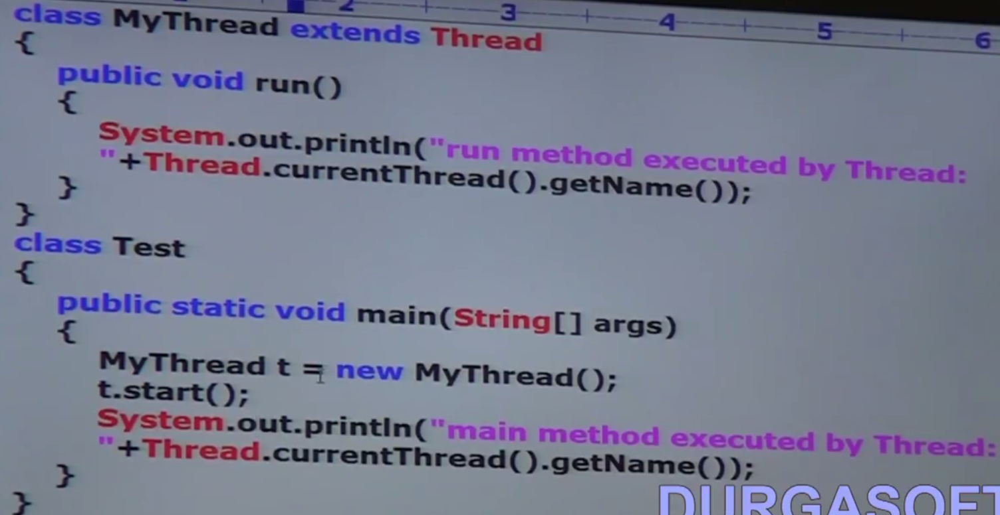 2 3 4 5 6
class MyThread extends Thread
{
public void run()
{
System.out.println("run method executed by Thread:
"+Thread.currentThread().getName());
}
}
class Test
{
public static void main(String[] args)
{
MyThread t = new MyThread();
t.start();
System.out.println("main method executed by Thread:
"+Thread.currentThread().getName());
}
}
DURGASOFT